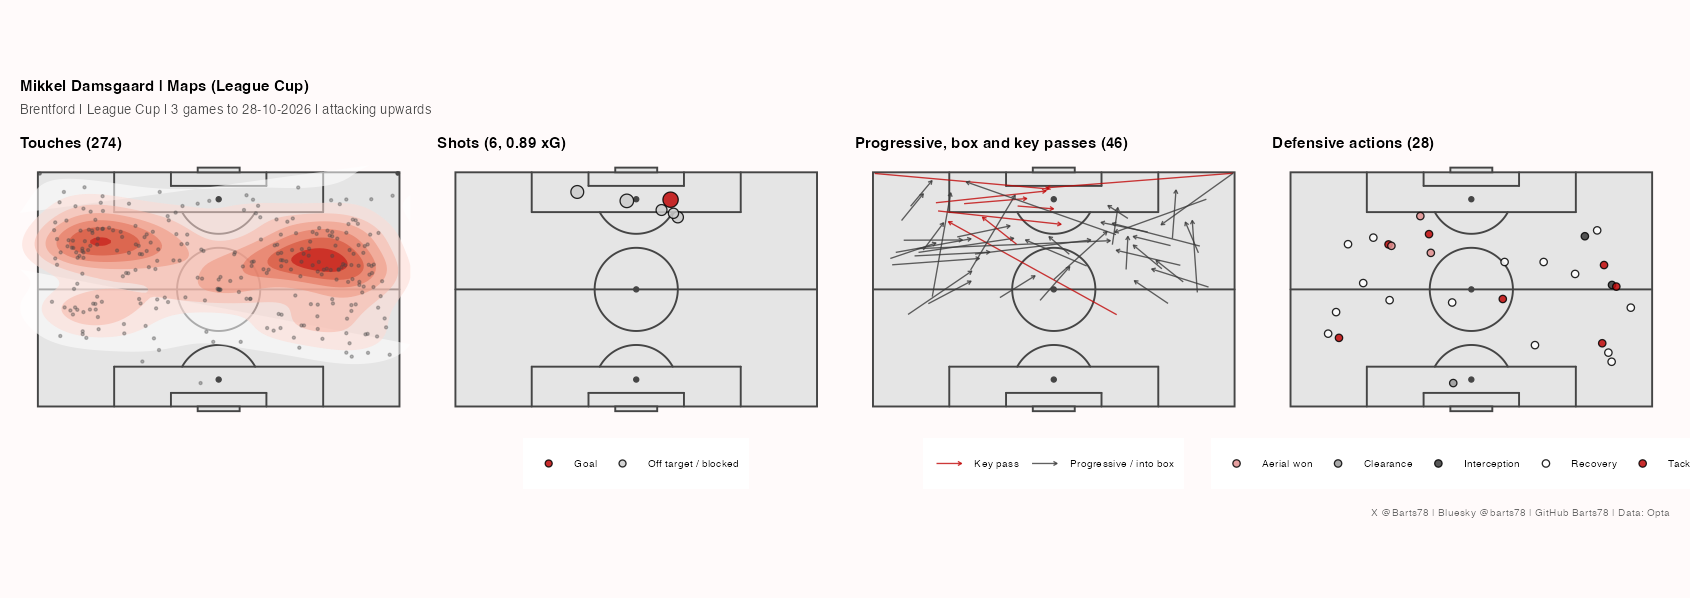 Mikkel Damsgaard | Maps (League Cup)
Brentford | League Cup | 3 games to 28-10-2026 | attacking upwards
Touches (274)
Shots (6, 0.89 xG)
Progressive, box and key passes (46)
Defensive actions (28)
Goal
Off target / blocked
Key pass
Progressive / into box
Aerial won
Clearance
Interception
Recovery
Tack
X @Barts78 | Bluesky @barts78 | GitHub Barts78 | Data: Opta